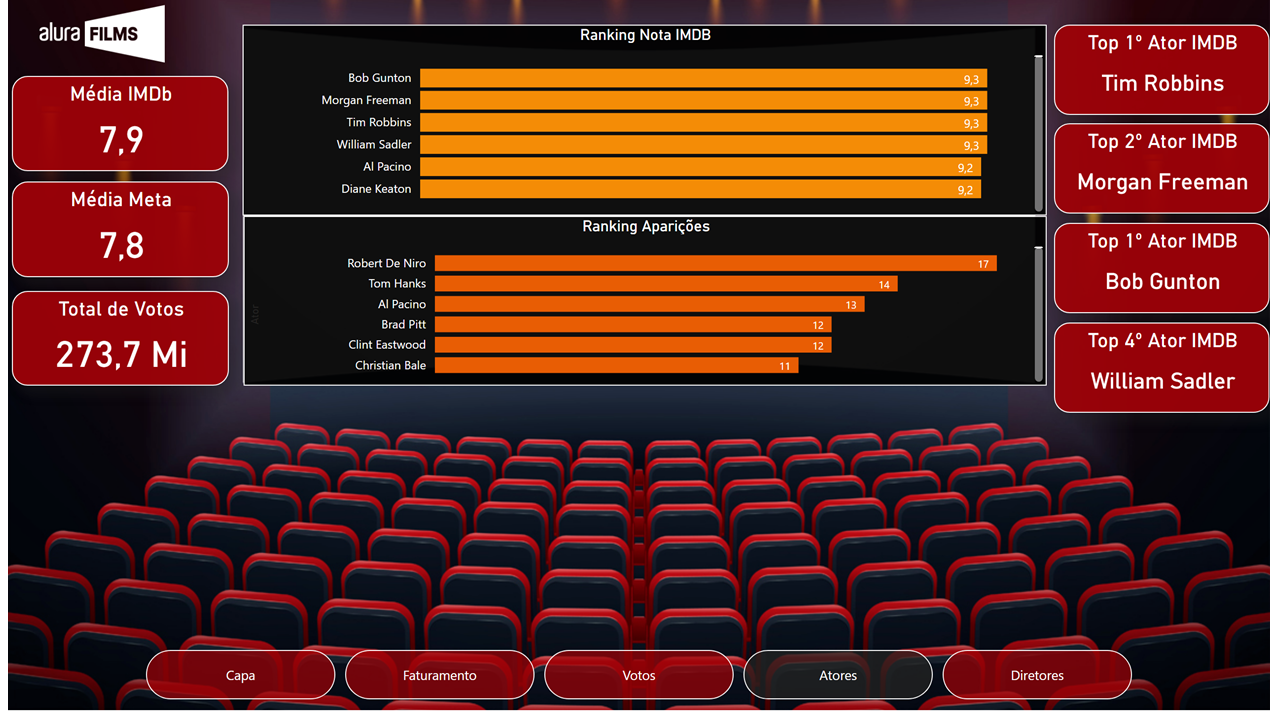 alura FILMS
Média IMDb
7,9
Média Meta
7,8
Total de Votos
273,7 Mi
Ranking Nota IMDB
Bob Gunton 9,3
Morgan Freeman 9,3
Tim Robbins 9,3
William Sadler 9,3
Al Pacino 9,2
Diane Keaton 9,2
Ranking Aparições
Ator
Robert De Niro 17
Tom Hanks 14
Al Pacino 13
Brad Pitt 12
Clint Eastwood 12
Christian Bale 11
Top 1º Ator IMDB
Tim Robbins
Top 2º Ator IMDB
Morgan Freeman
Top 1º Ator IMDB
Bob Gunton
Top 4º Ator IMDB
William Sadler
Capa
Faturamento
Votos
Atores
Diretores